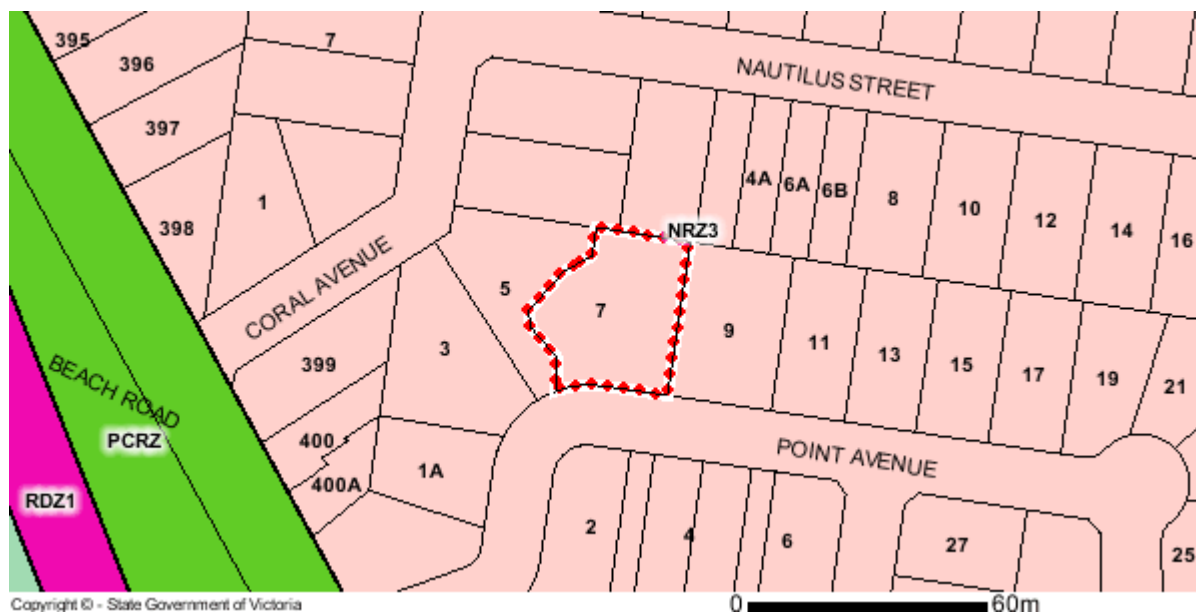 395
7
396
NAUTILUS STREET
397
4A
6A
6B
8
10
12
14
16
1
398
NRZ3
CORAL AVENUE
5
7
9
11
13
15
17
19
21
3
399
BEACH ROAD
PCRZ
400
1A
400A
POINT AVENUE
RDZ1
2
4
6
27
25
Copyright © - State Government of Victoria
0 60m